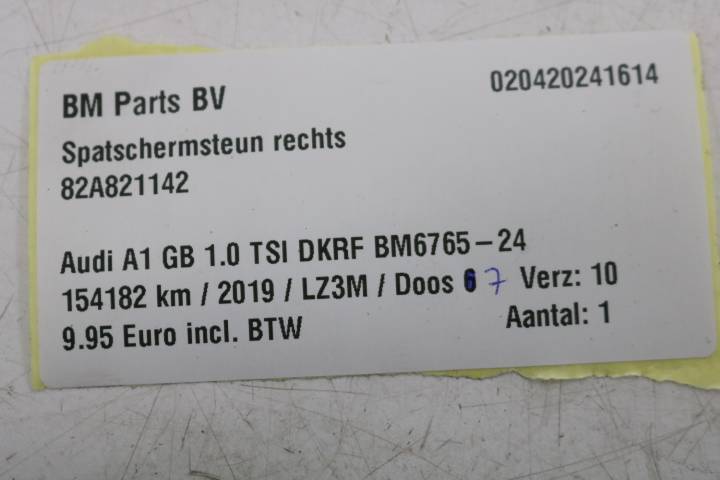 BM Parts BV 020420241614
Spatschermsteun rechts
82A821142
Audi A1 GB 1.0 TSI DKRF BM6765-24
154182 km / 2019 / LZ3M / Doos 6 7 Verz: 10
9.95 Euro incl. BTW Aantal: 1